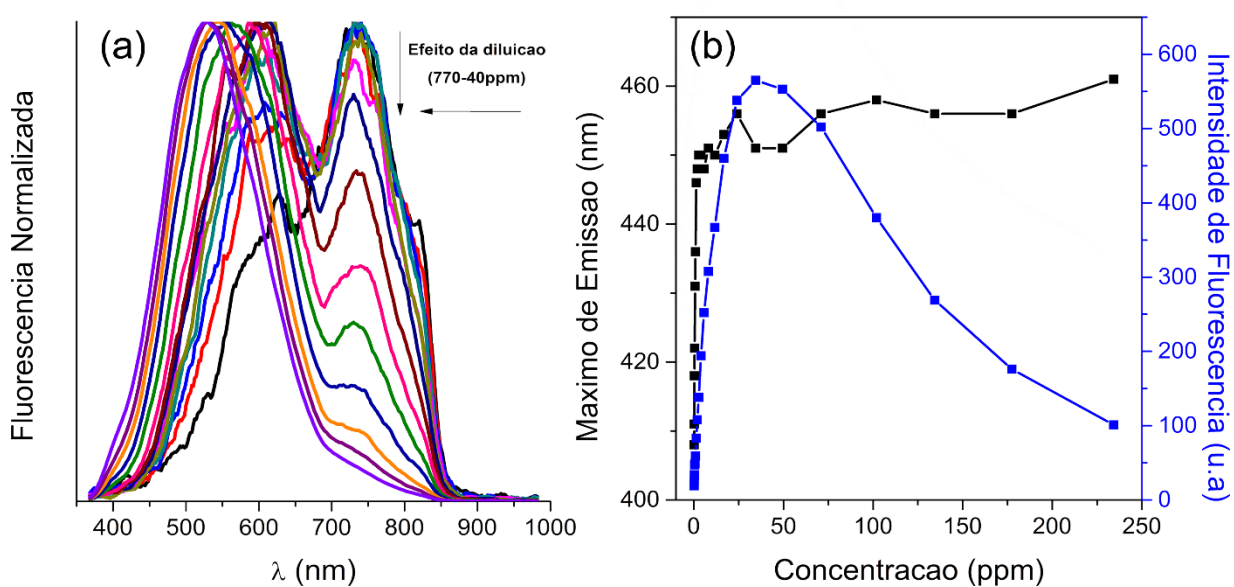 (a)
Efeito da diluicao
(770-40ppm)
Fluorescencia Normalizada
400 500 600 700 800 900 1000
λ (nm)
(b)
Maximo de Emissao (nm)
460
440
420
400
0 50 100 150 200 250
Concentracao (ppm)
600
500
400
300
200
100
0
Intensidade de Fluorescencia (u.a)